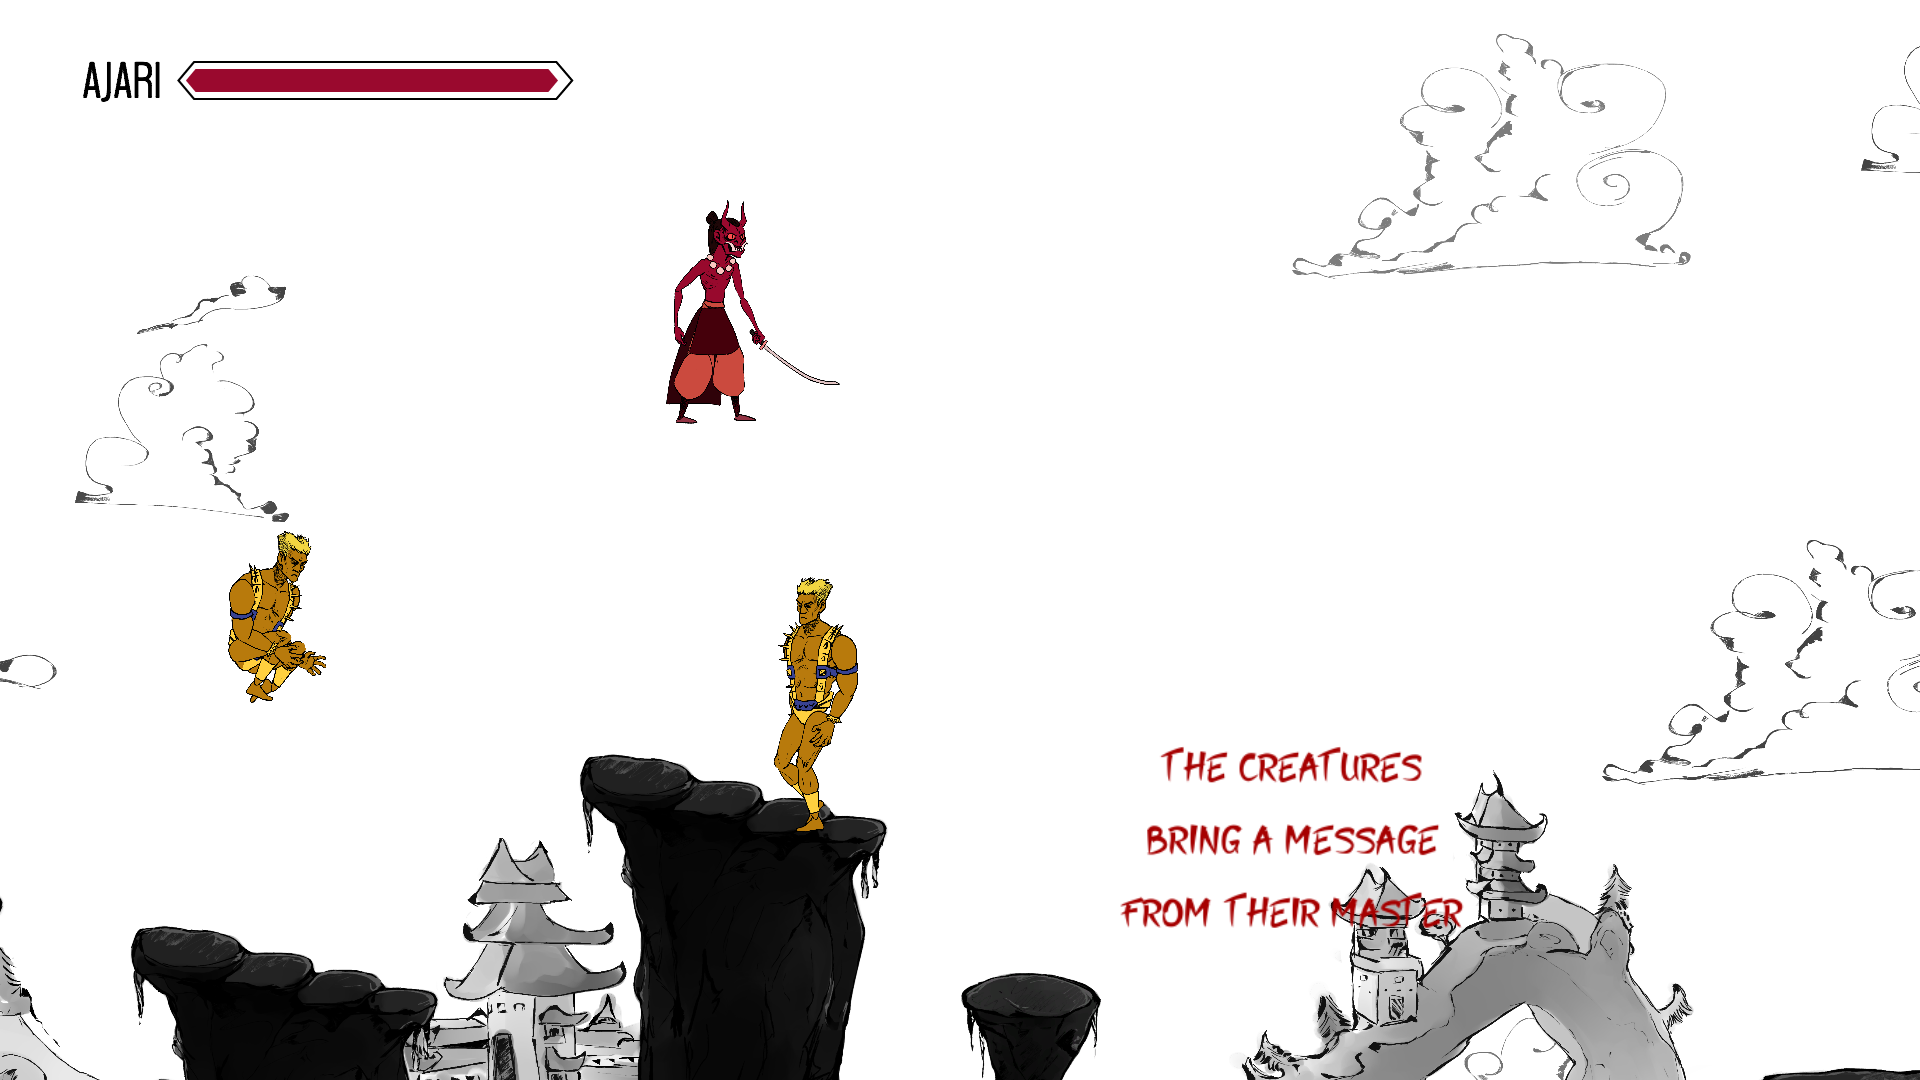 AJARI
THE CREATURES
BRING A MESSAGE
FROM THEIR MASTER